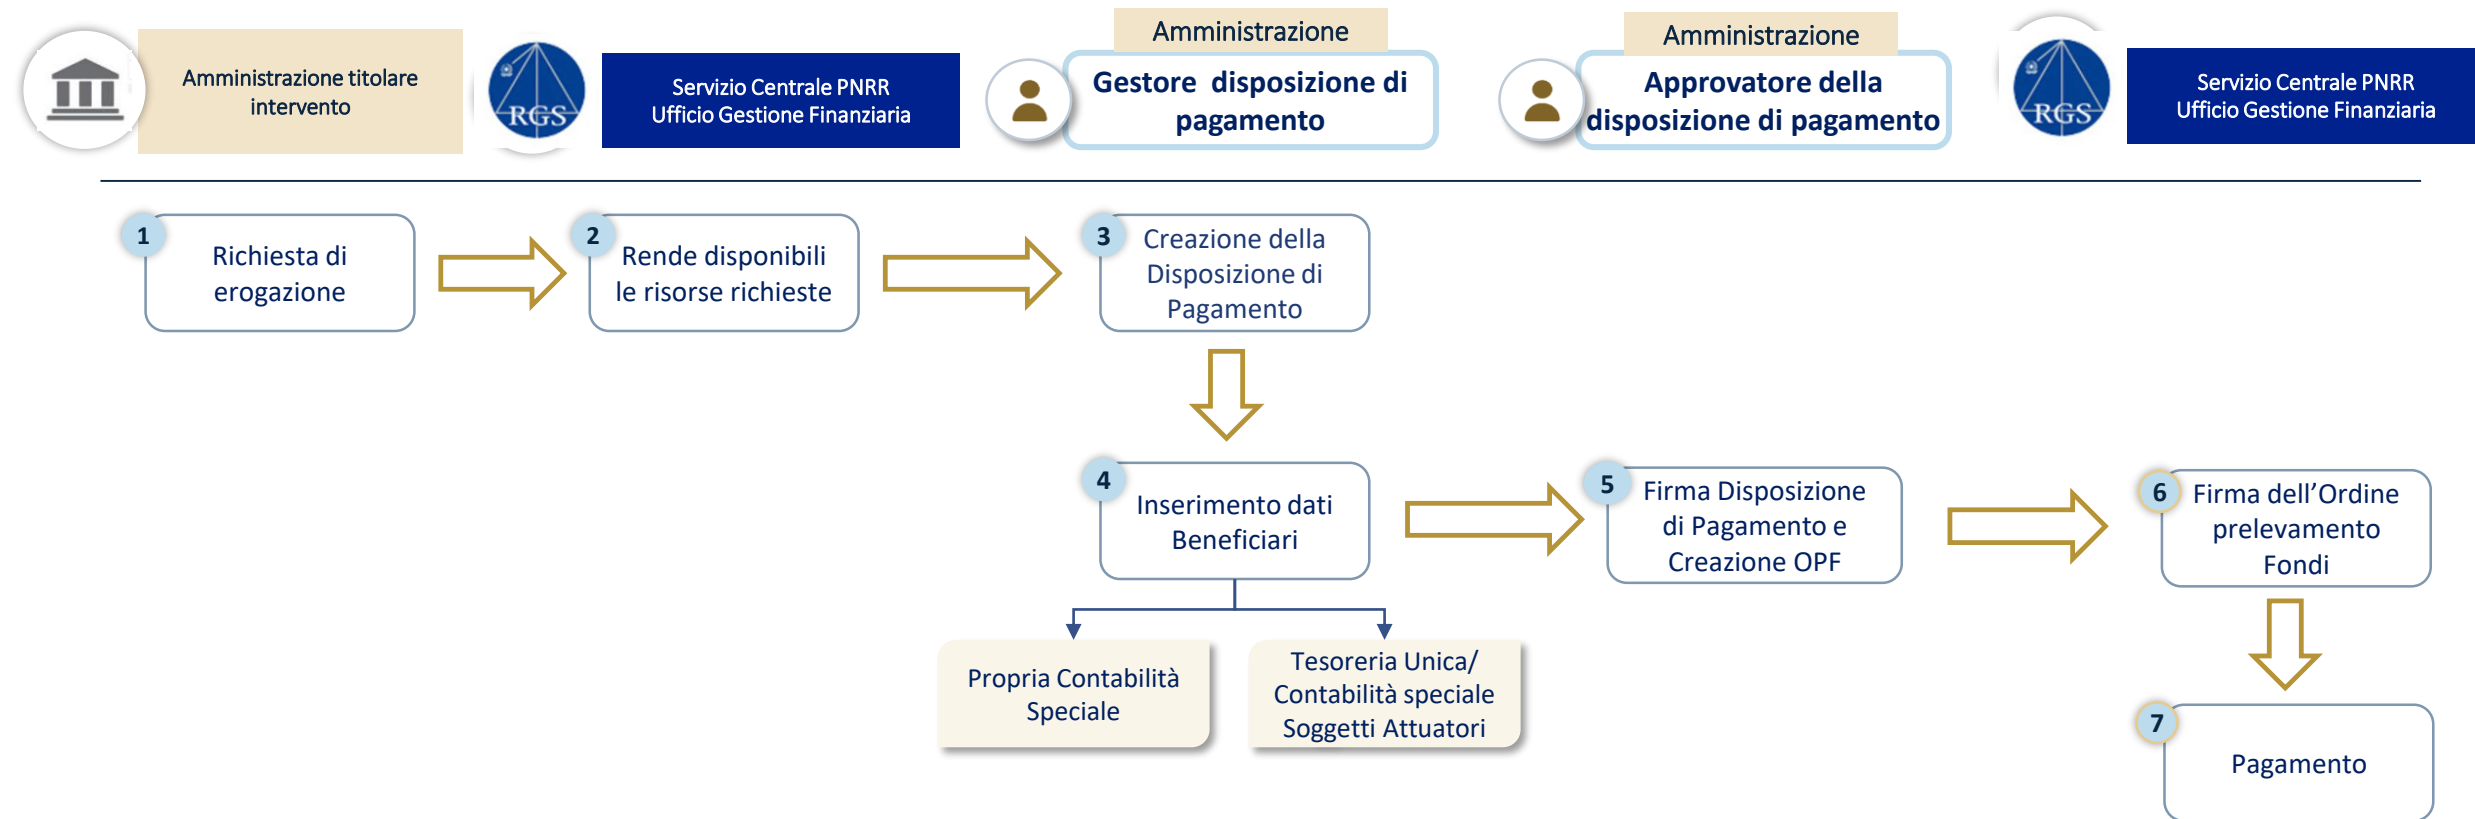 Amministrazione titolare
intervento
RGS
Servizio Centrale PNRR
Ufficio Gestione Finanziaria
Amministrazione
Gestore disposizione di
pagamento
Amministrazione
Approvatore della
disposizione di pagamento
RGS
Servizio Centrale PNRR
Ufficio Gestione Finanziaria
1
Richiesta di
erogazione
2
Rende disponibili
le risorse richieste
3
Creazione della
Disposizione di
Pagamento
4
Inserimento dati
Beneficiari
5
Firma Disposizione
di Pagamento e
Creazione OPF
6
Firma dell’Ordine
prelevamento
Fondi
Propria Contabilità
Speciale
Tesoreria Unica/
Contabilità speciale
Soggetti Attuatori
7
Pagamento